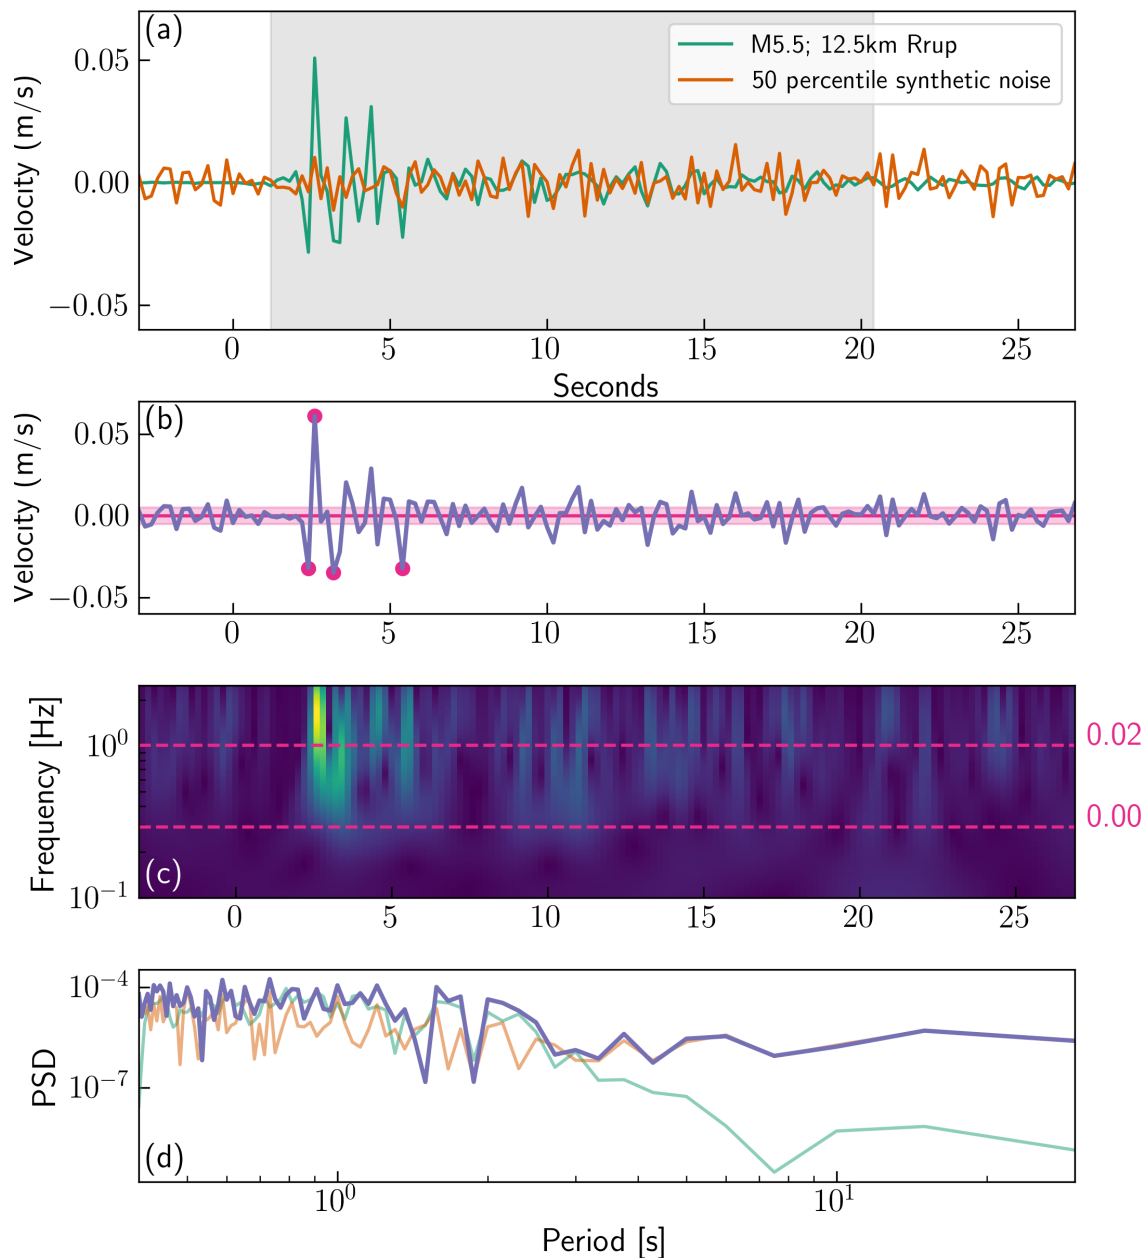 (a)
M5.5; 12.5km Rrup
50 percentile synthetic noise
Velocity (m/s)
0.05
0.00
−0.05
0 5 10 15 20 25
Seconds
(b)
Velocity (m/s)
0.05
0.00
−0.05
0 5 10 15 20 25
Frequency [Hz]
10^0
10^-1
0.02
0.00
(c)
0 5 10 15 20 25
PSD
10^-4
10^-7
(d)
10^0 10^1
Period [s]